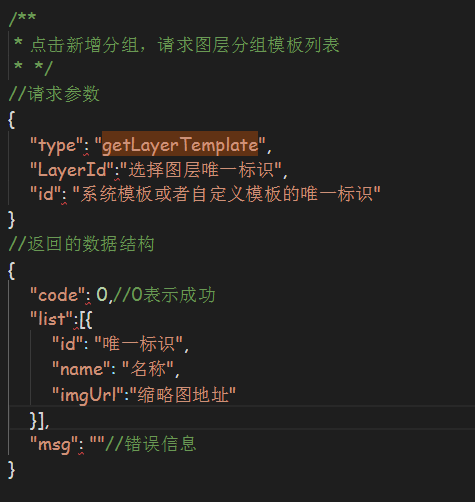 /**
* 点击新增分组，请求图层分组模板列表
* */
//请求参数
{
"type": "getLayerTemplate",
"LayerId":"选择图层唯一标识",
"id": "系统模板或者自定义模板的唯一标识"
}
//返回的数据结构
{
"code": 0,//0表示成功
"list":[{
"id": "唯一标识",
"name": "名称",
"imgUrl":"缩略图地址"
}],
"msg": ""//错误信息
}